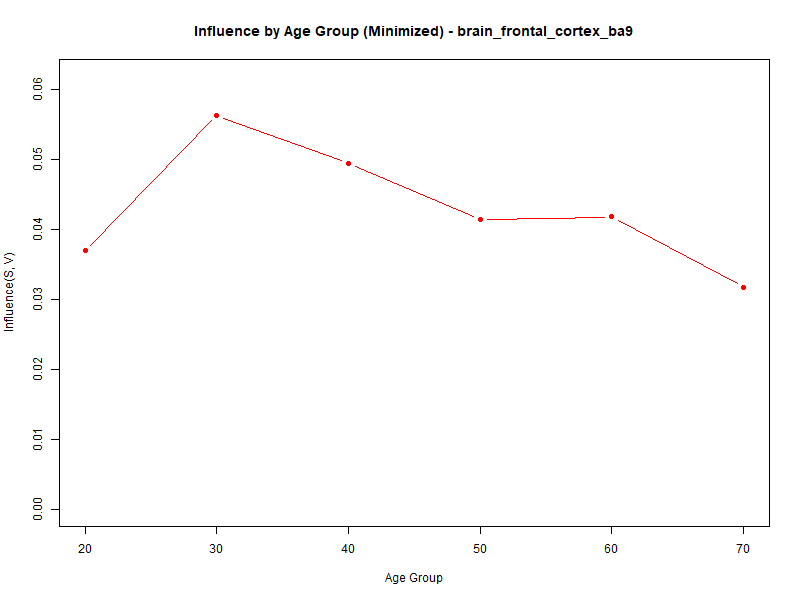 Influence by Age Group (Minimized) - brain_frontal_cortex_ba9
Influence(S, V)
0.06
0.05
0.04
0.03
0.02
0.01
0.00
20 30 40 50 60 70
Age Group